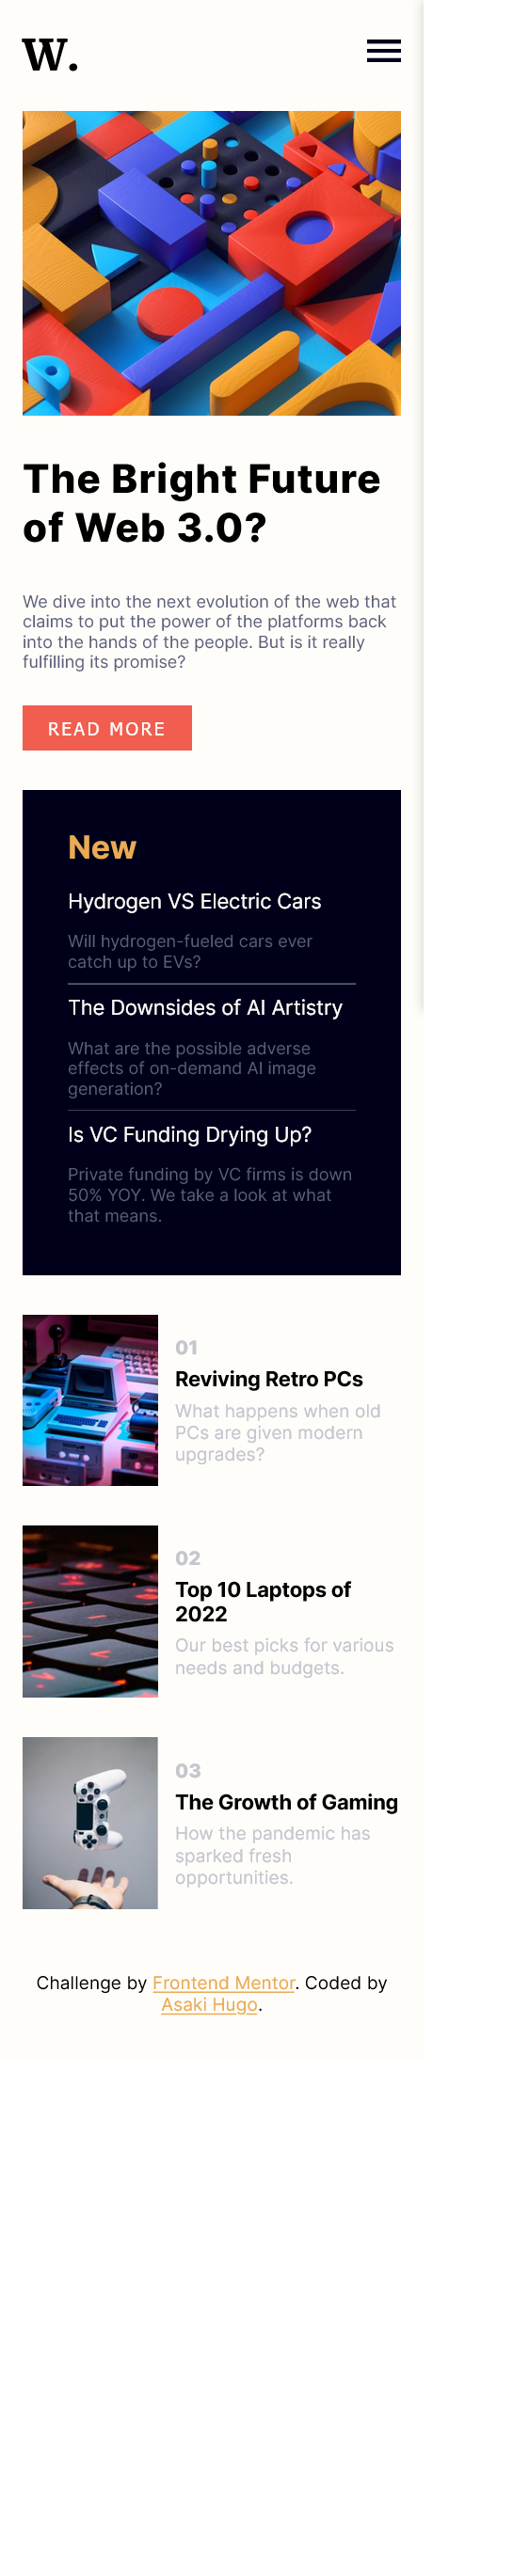 W.
The Bright Future
of Web 3.0?
We dive into the next evolution of the web that
claims to put the power of the platforms back
into the hands of the people. But is it really
fulfilling its promise?
READ MORE
New
Hydrogen VS Electric Cars
Will hydrogen-fueled cars ever
catch up to EVs?
The Downsides of AI Artistry
What are the possible adverse
effects of on-demand AI image
generation?
Is VC Funding Drying Up?
Private funding by VC firms is down
50% YOY. We take a look at what
that means.
01
Reviving Retro PCs
What happens when old
PCs are given modern
upgrades?
02
Top 10 Laptops of
2022
Our best picks for various
needs and budgets.
03
The Growth of Gaming
How the pandemic has
sparked fresh
opportunities.
Challenge by Frontend Mentor. Coded by
Asaki Hugo.